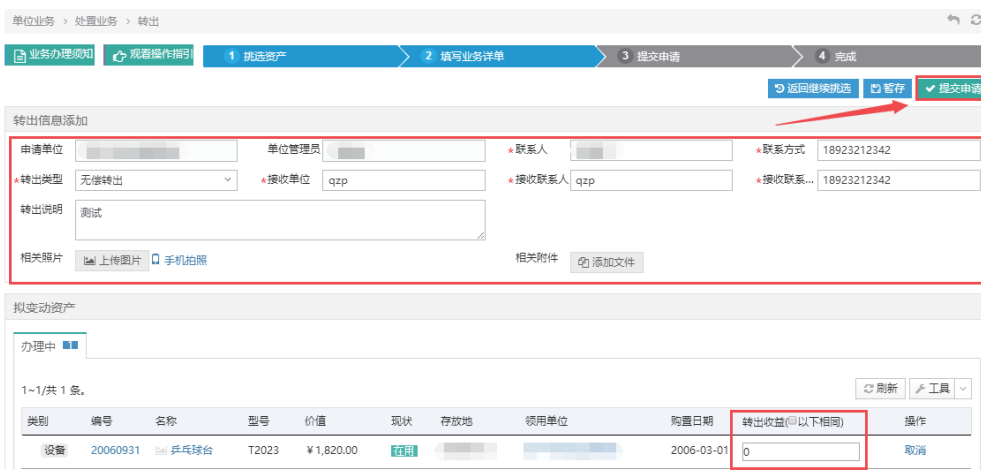 单位业务 > 处置业务 > 转出
业务办理须知 观看操作指引 1 挑选资产 2 填写业务详单 3 提交申请 4 完成
返回继续挑选 暂存 提交申请
转出信息添加
申请单位 单位管理员 *联系人 *联系方式 18923212342
*转出类型 无偿转出 *接收单位 qzp *接收联系人 qzp *接收联系... 18923212342
转出说明 测试
相关照片 上传图片 手机拍照 相关附件 添加文件
拟变动资产
办理中 1
1~1/共 1 条。 刷新 工具
类别 编号 名称 型号 价值 现状 存放地 领用单位 购置日期 转出收益(以下相同) 操作
设备 20060931 乒乓球台 T2023 ¥1,820.00 在用 2006-03-01 0 取消